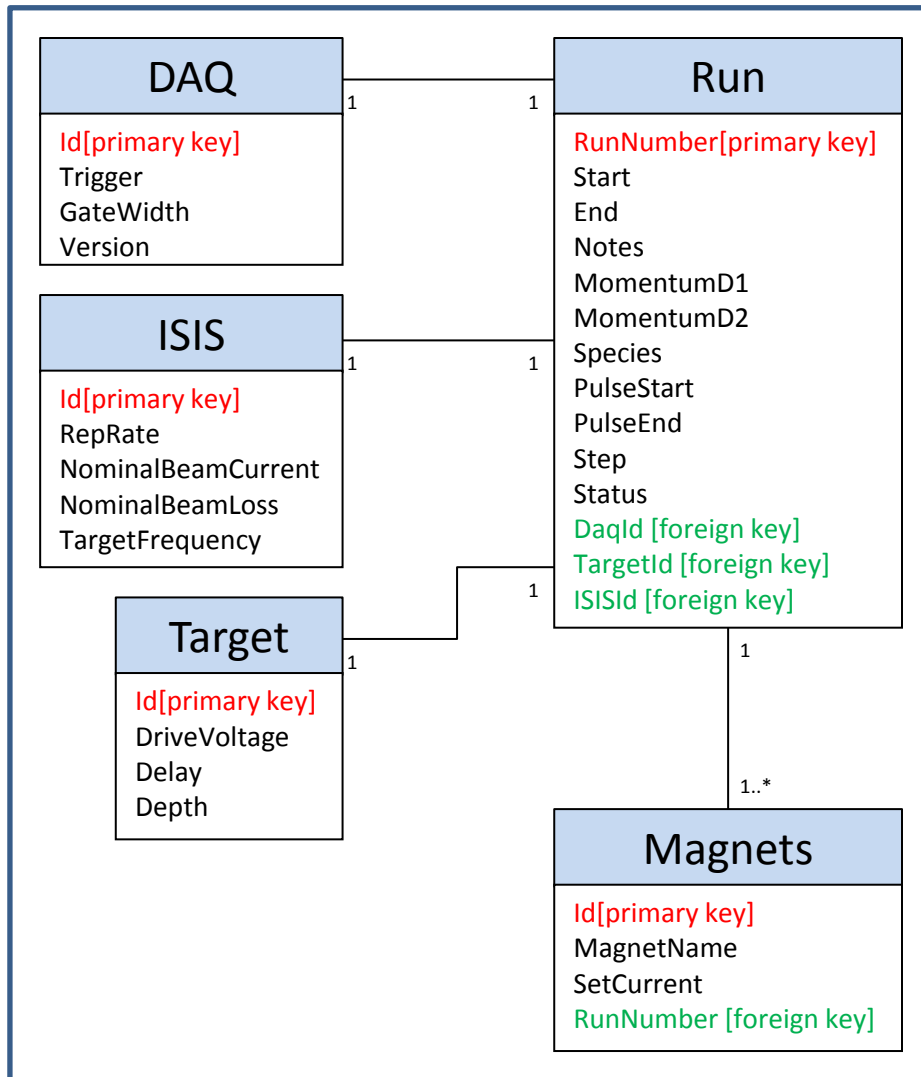 DAQ
Id[primary key]
Trigger
GateWidth
Version
1
1
ISIS
Id[primary key]
RepRate
NominalBeamCurrent
NominalBeamLoss
TargetFrequency
1
1
Target
Id[primary key]
DriveVoltage
Delay
Depth
1
1
Run
RunNumber[primary key]
Start
End
Notes
MomentumD1
MomentumD2
Species
PulseStart
PulseEnd
Step
Status
DaqId [foreign key]
TargetId [foreign key]
ISISId [foreign key]
1
1..*
Magnets
Id[primary key]
MagnetName
SetCurrent
RunNumber [foreign key]